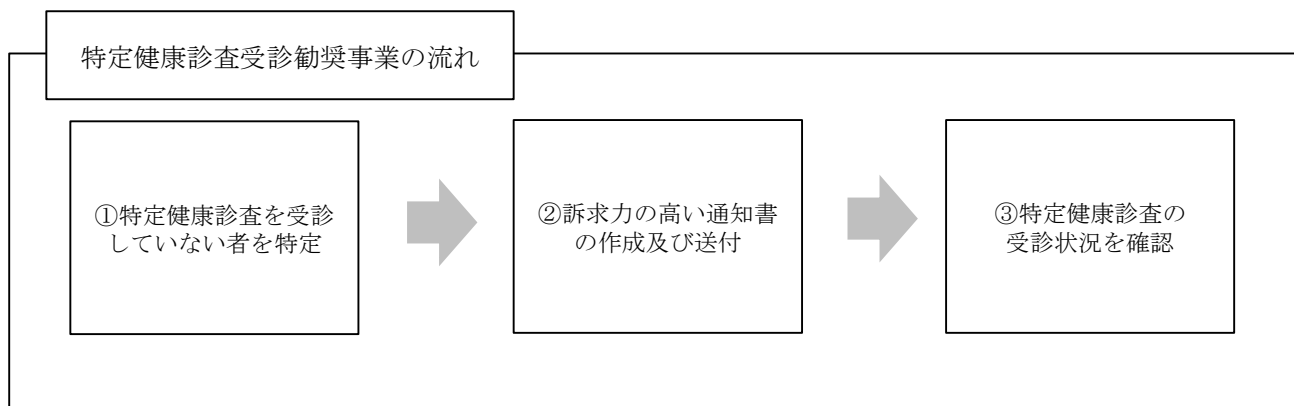 特定健康診査受診勧奨事業の流れ
①特定健康診査を受診
していない者を特定
②訴求力の高い通知書
の作成及び送付
③特定健康診査の
受診状況を確認